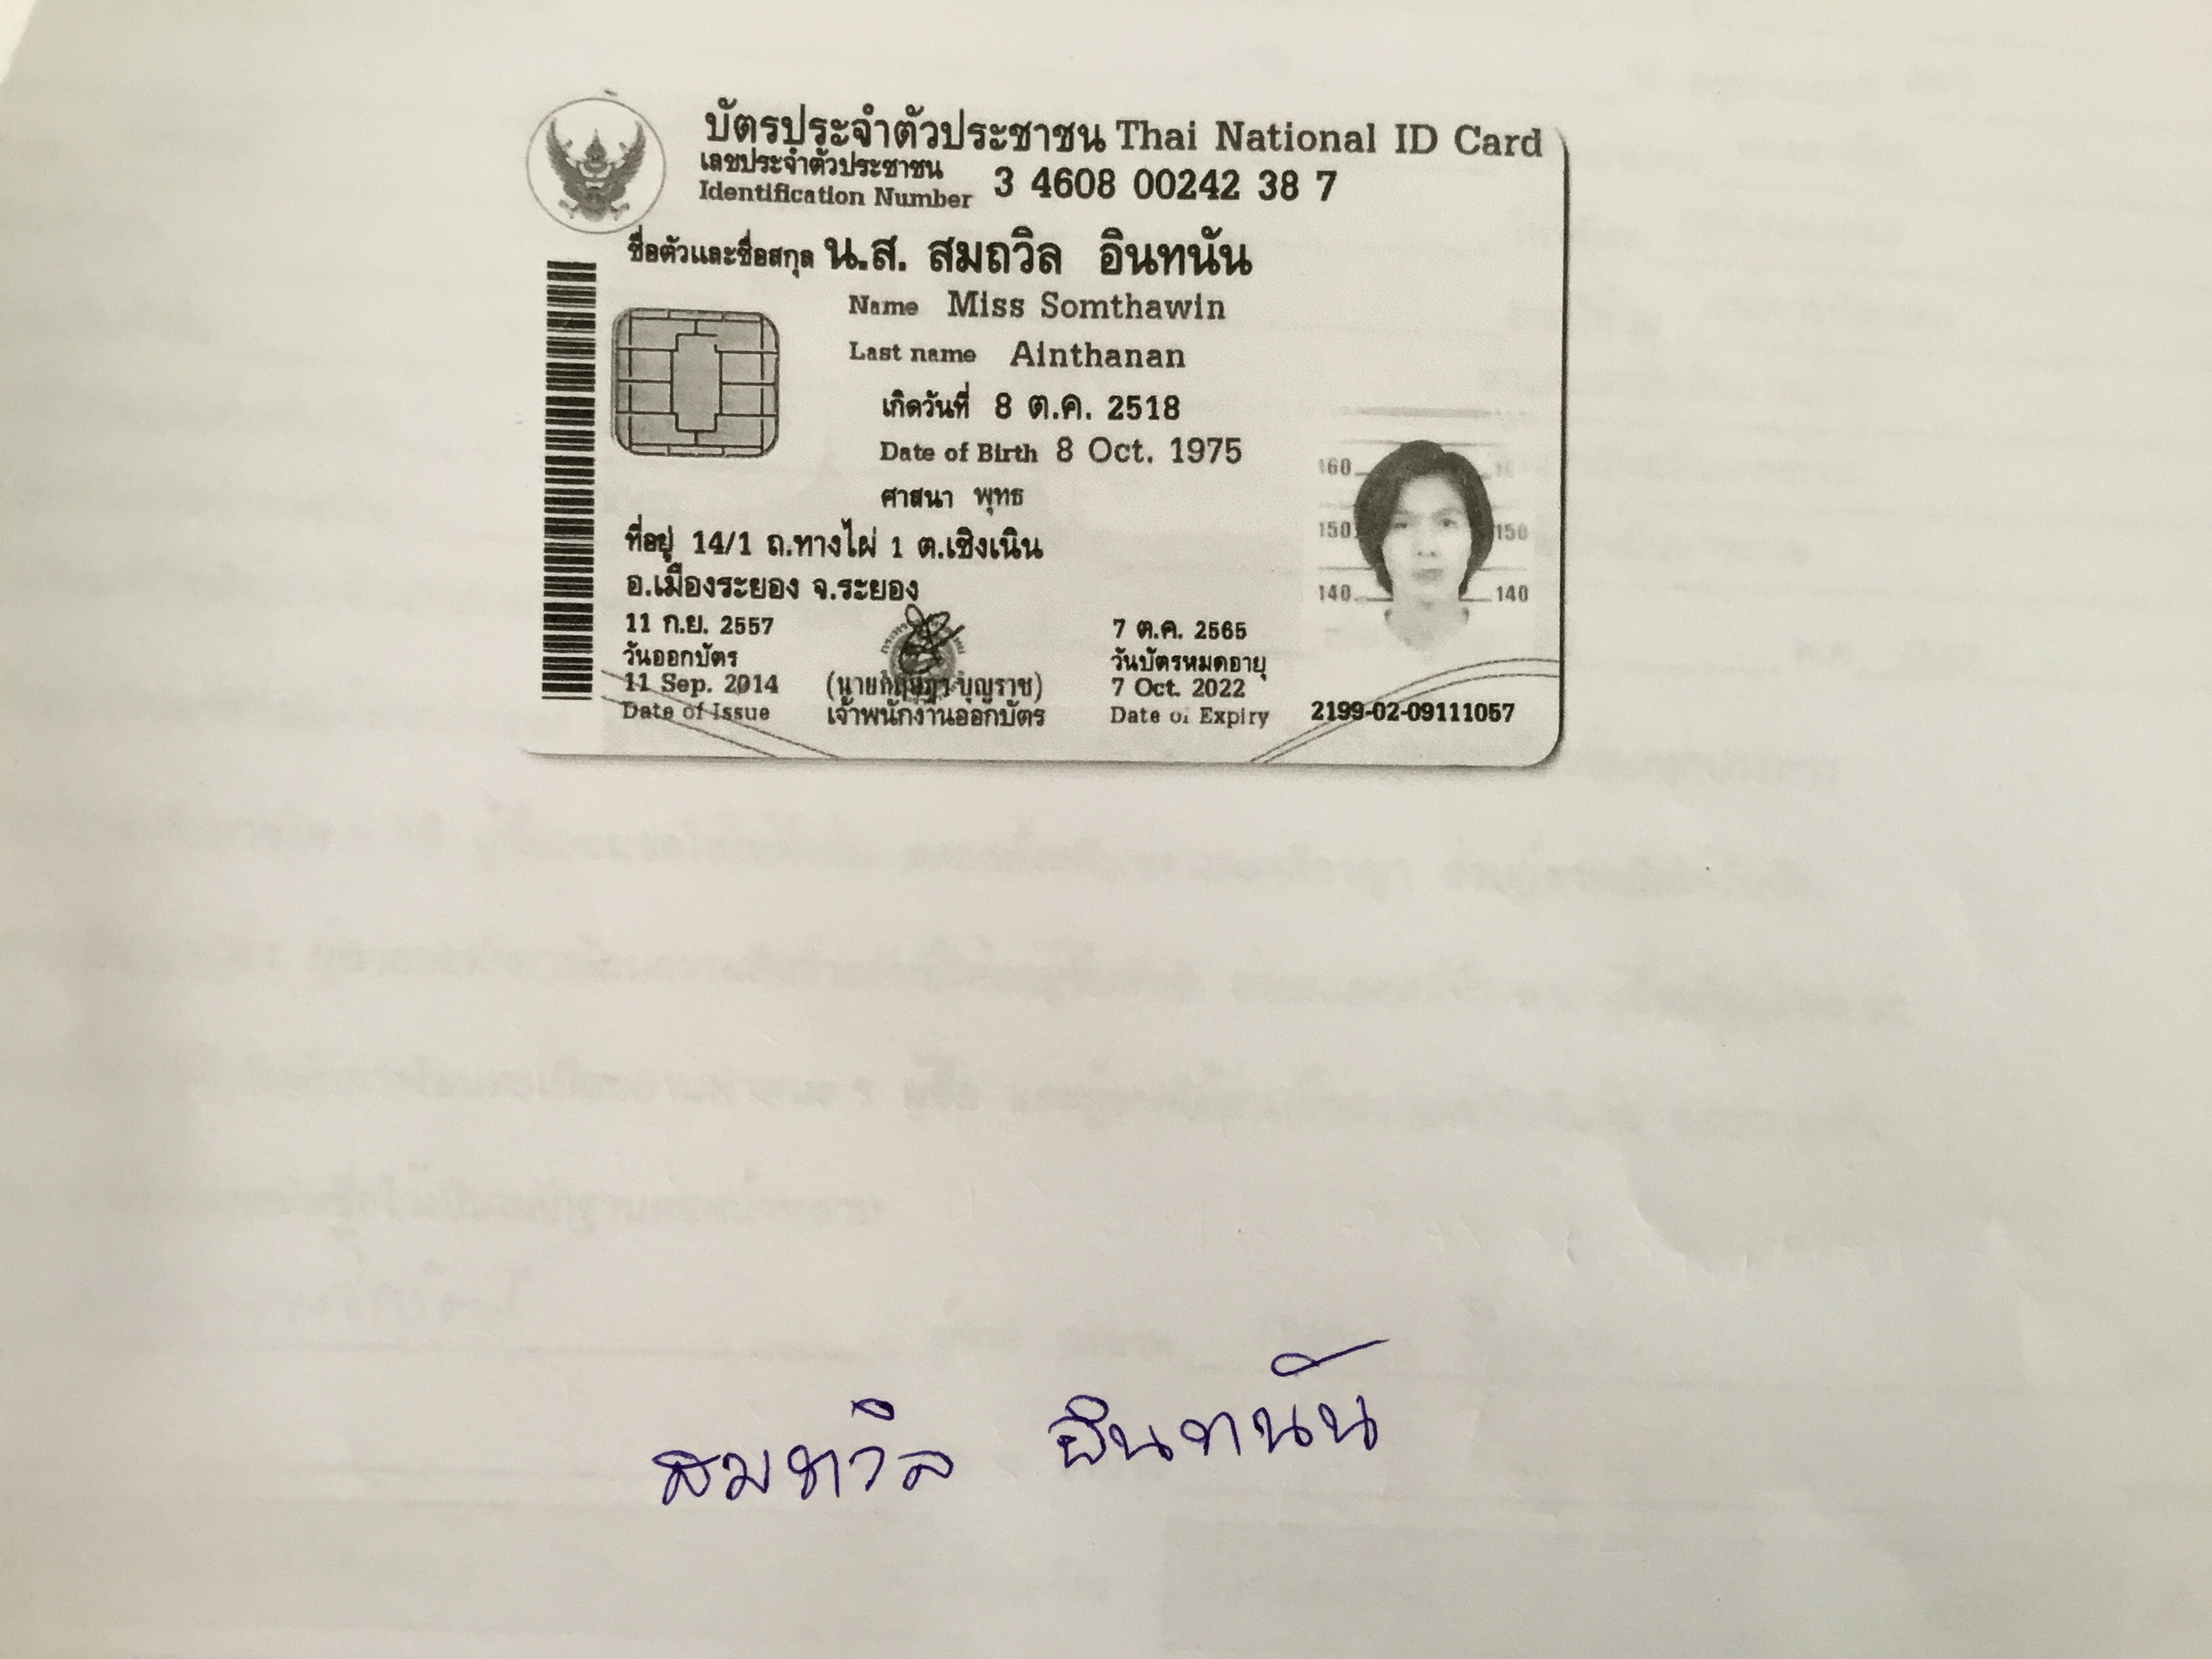 บัตรประจำตัวประชาชน Thai National ID Card
เลขประจำตัวประชาชน
Identification Number 3 4608 00242 38 7
ชื่อตัวและชื่อสกุล น.ส. สมถวิล อินทนัน
Name Miss Somthawin
Last name Ainthanan
เกิดวันที่ 8 ต.ค. 2518
Date of Birth 8 Oct. 1975
ศาสนา พุทธ
ที่อยู่ 14/1 ถ.ทางไผ่ 1 ต.เชิงเนิน
อ.เมืองระยอง จ.ระยอง
160
150 150
140 140
11 ก.ย. 2557
วันออกบัตร
11 Sep. 2014
Date of Issue
บุญราช)
เจ้าพนักงานออกบัตร
7 ต.ค. 2565
วันบัตรหมดอายุ
7 Oct. 2022
Date of Expiry
2199-02-09111057
สมถวิล อินทนัน